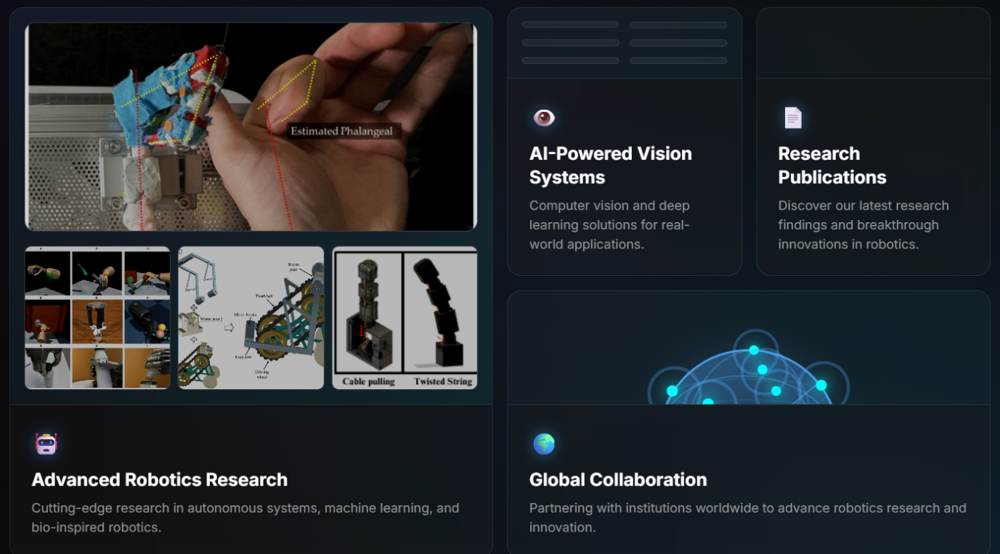 Estimated Phalangeal
Worm
gear
Tooth belt
Micro hooks
Worm gear
Driving
wheel
Cable pulling
Twisted String
Advanced Robotics Research
Cutting-edge research in autonomous systems, machine learning, and
bio-inspired robotics.
AI-Powered Vision
Systems
Computer vision and deep
learning solutions for real-
world applications.
Research
Publications
Discover our latest research
findings and breakthrough
innovations in robotics.
Global Collaboration
Partnering with institutions worldwide to advance robotics research and
innovation.